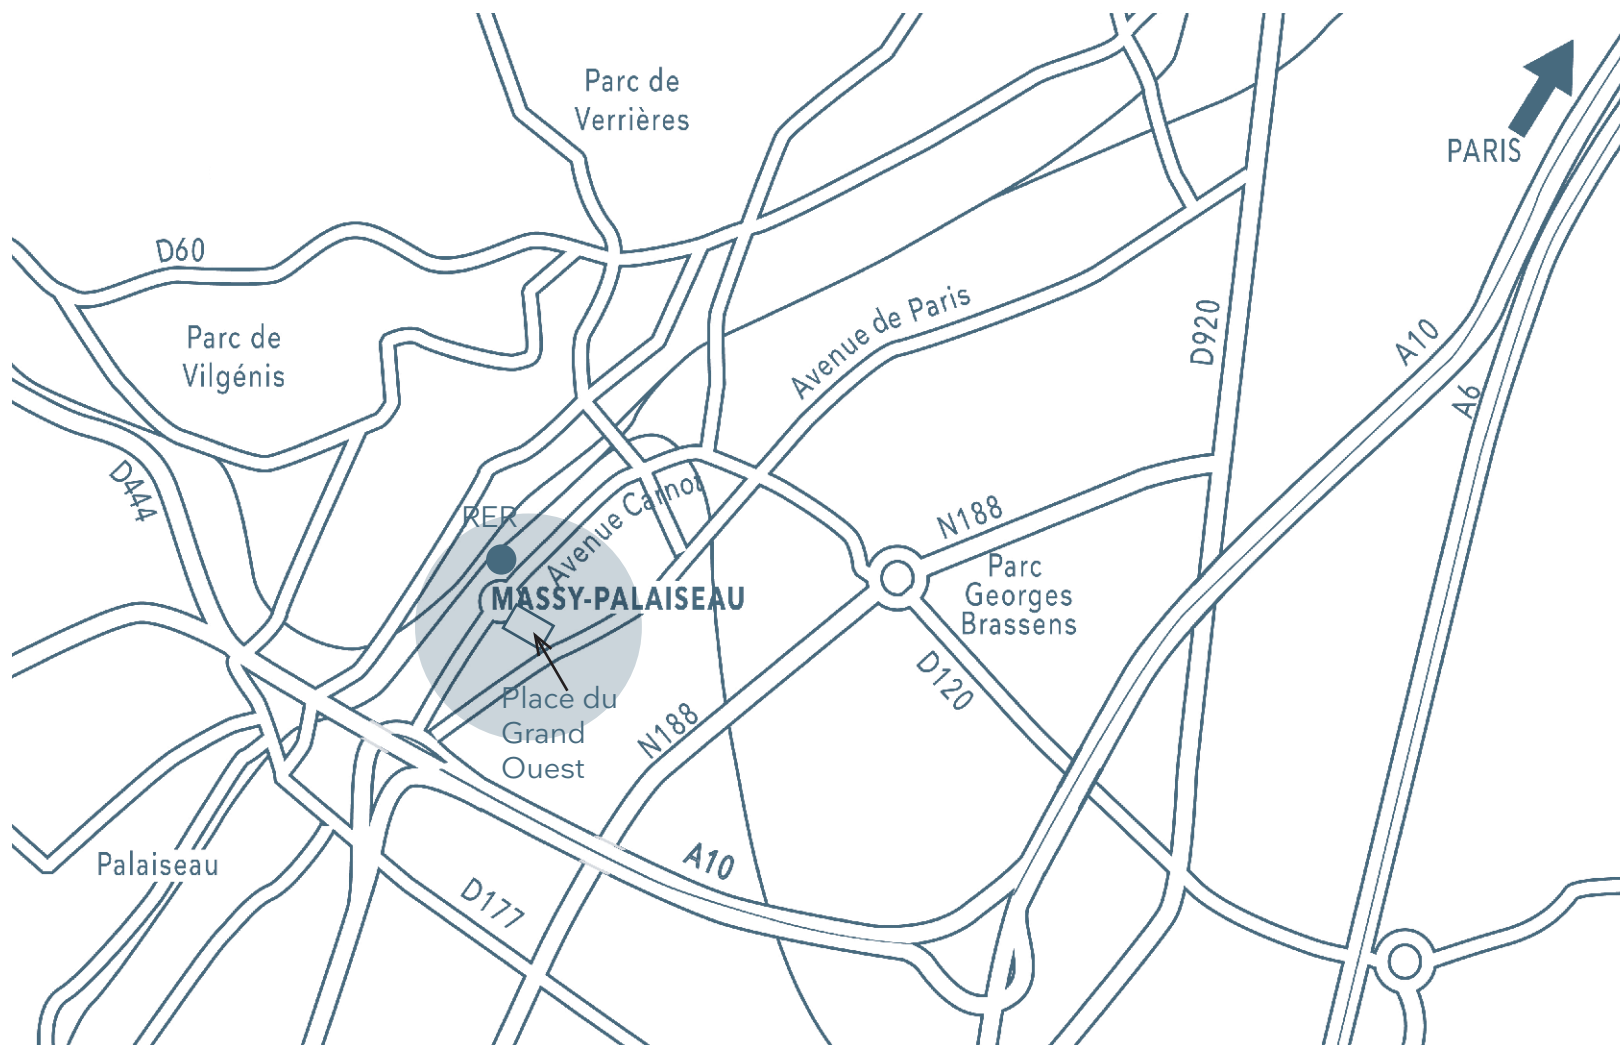 Parc de
Verrières
PARIS
D60
Parc de
Vilgénis
Avenue de Paris
D920
A10
A6
D444
RER
Avenue Carnot
N188
MASSY-PALAISEAU
Parc
Georges
Brassens
D120
Place du
Grand
Ouest
N188
Palaiseau
A10
D177